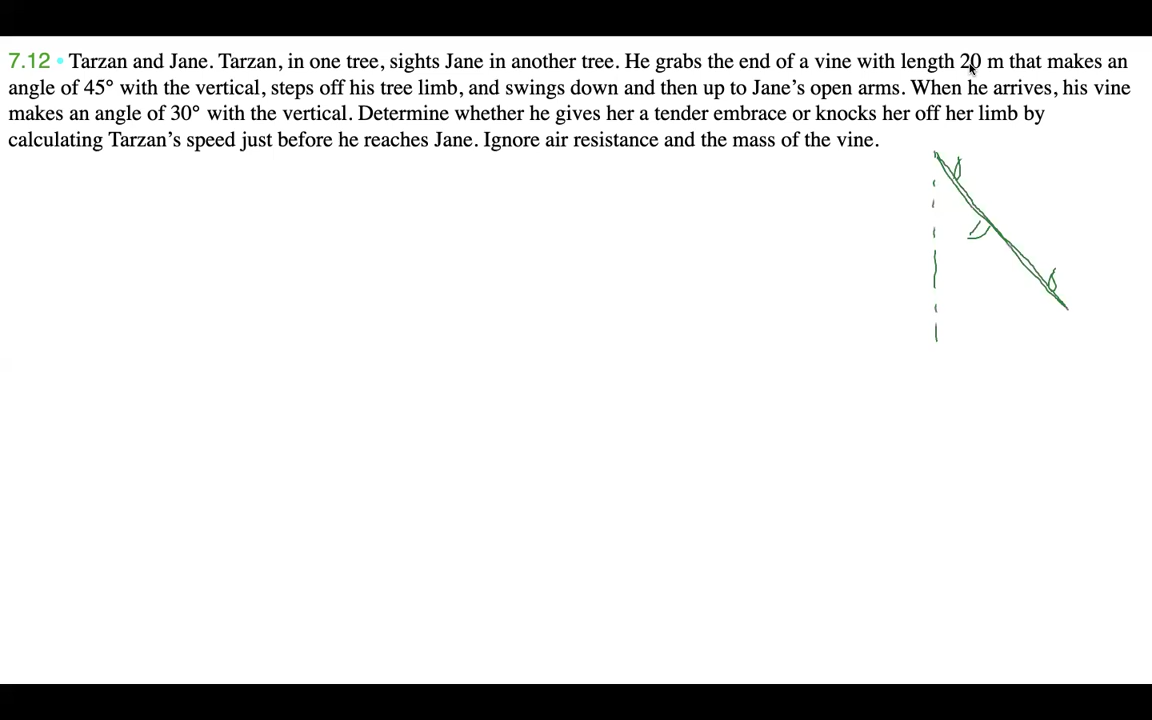 7.12 • Tarzan and Jane. Tarzan, in one tree, sights Jane in another tree. He grabs the end of a vine with length 20 m that makes an
angle of 45° with the vertical, steps off his tree limb, and swings down and then up to Jane’s open arms. When he arrives, his vine
makes an angle of 30° with the vertical. Determine whether he gives her a tender embrace or knocks her off her limb by
calculating Tarzan’s speed just before he reaches Jane. Ignore air resistance and the mass of the vine.